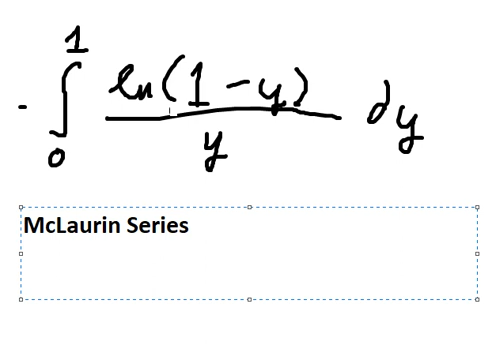 - ∫₀¹ ln(1-y)/y dy
McLaurin Series